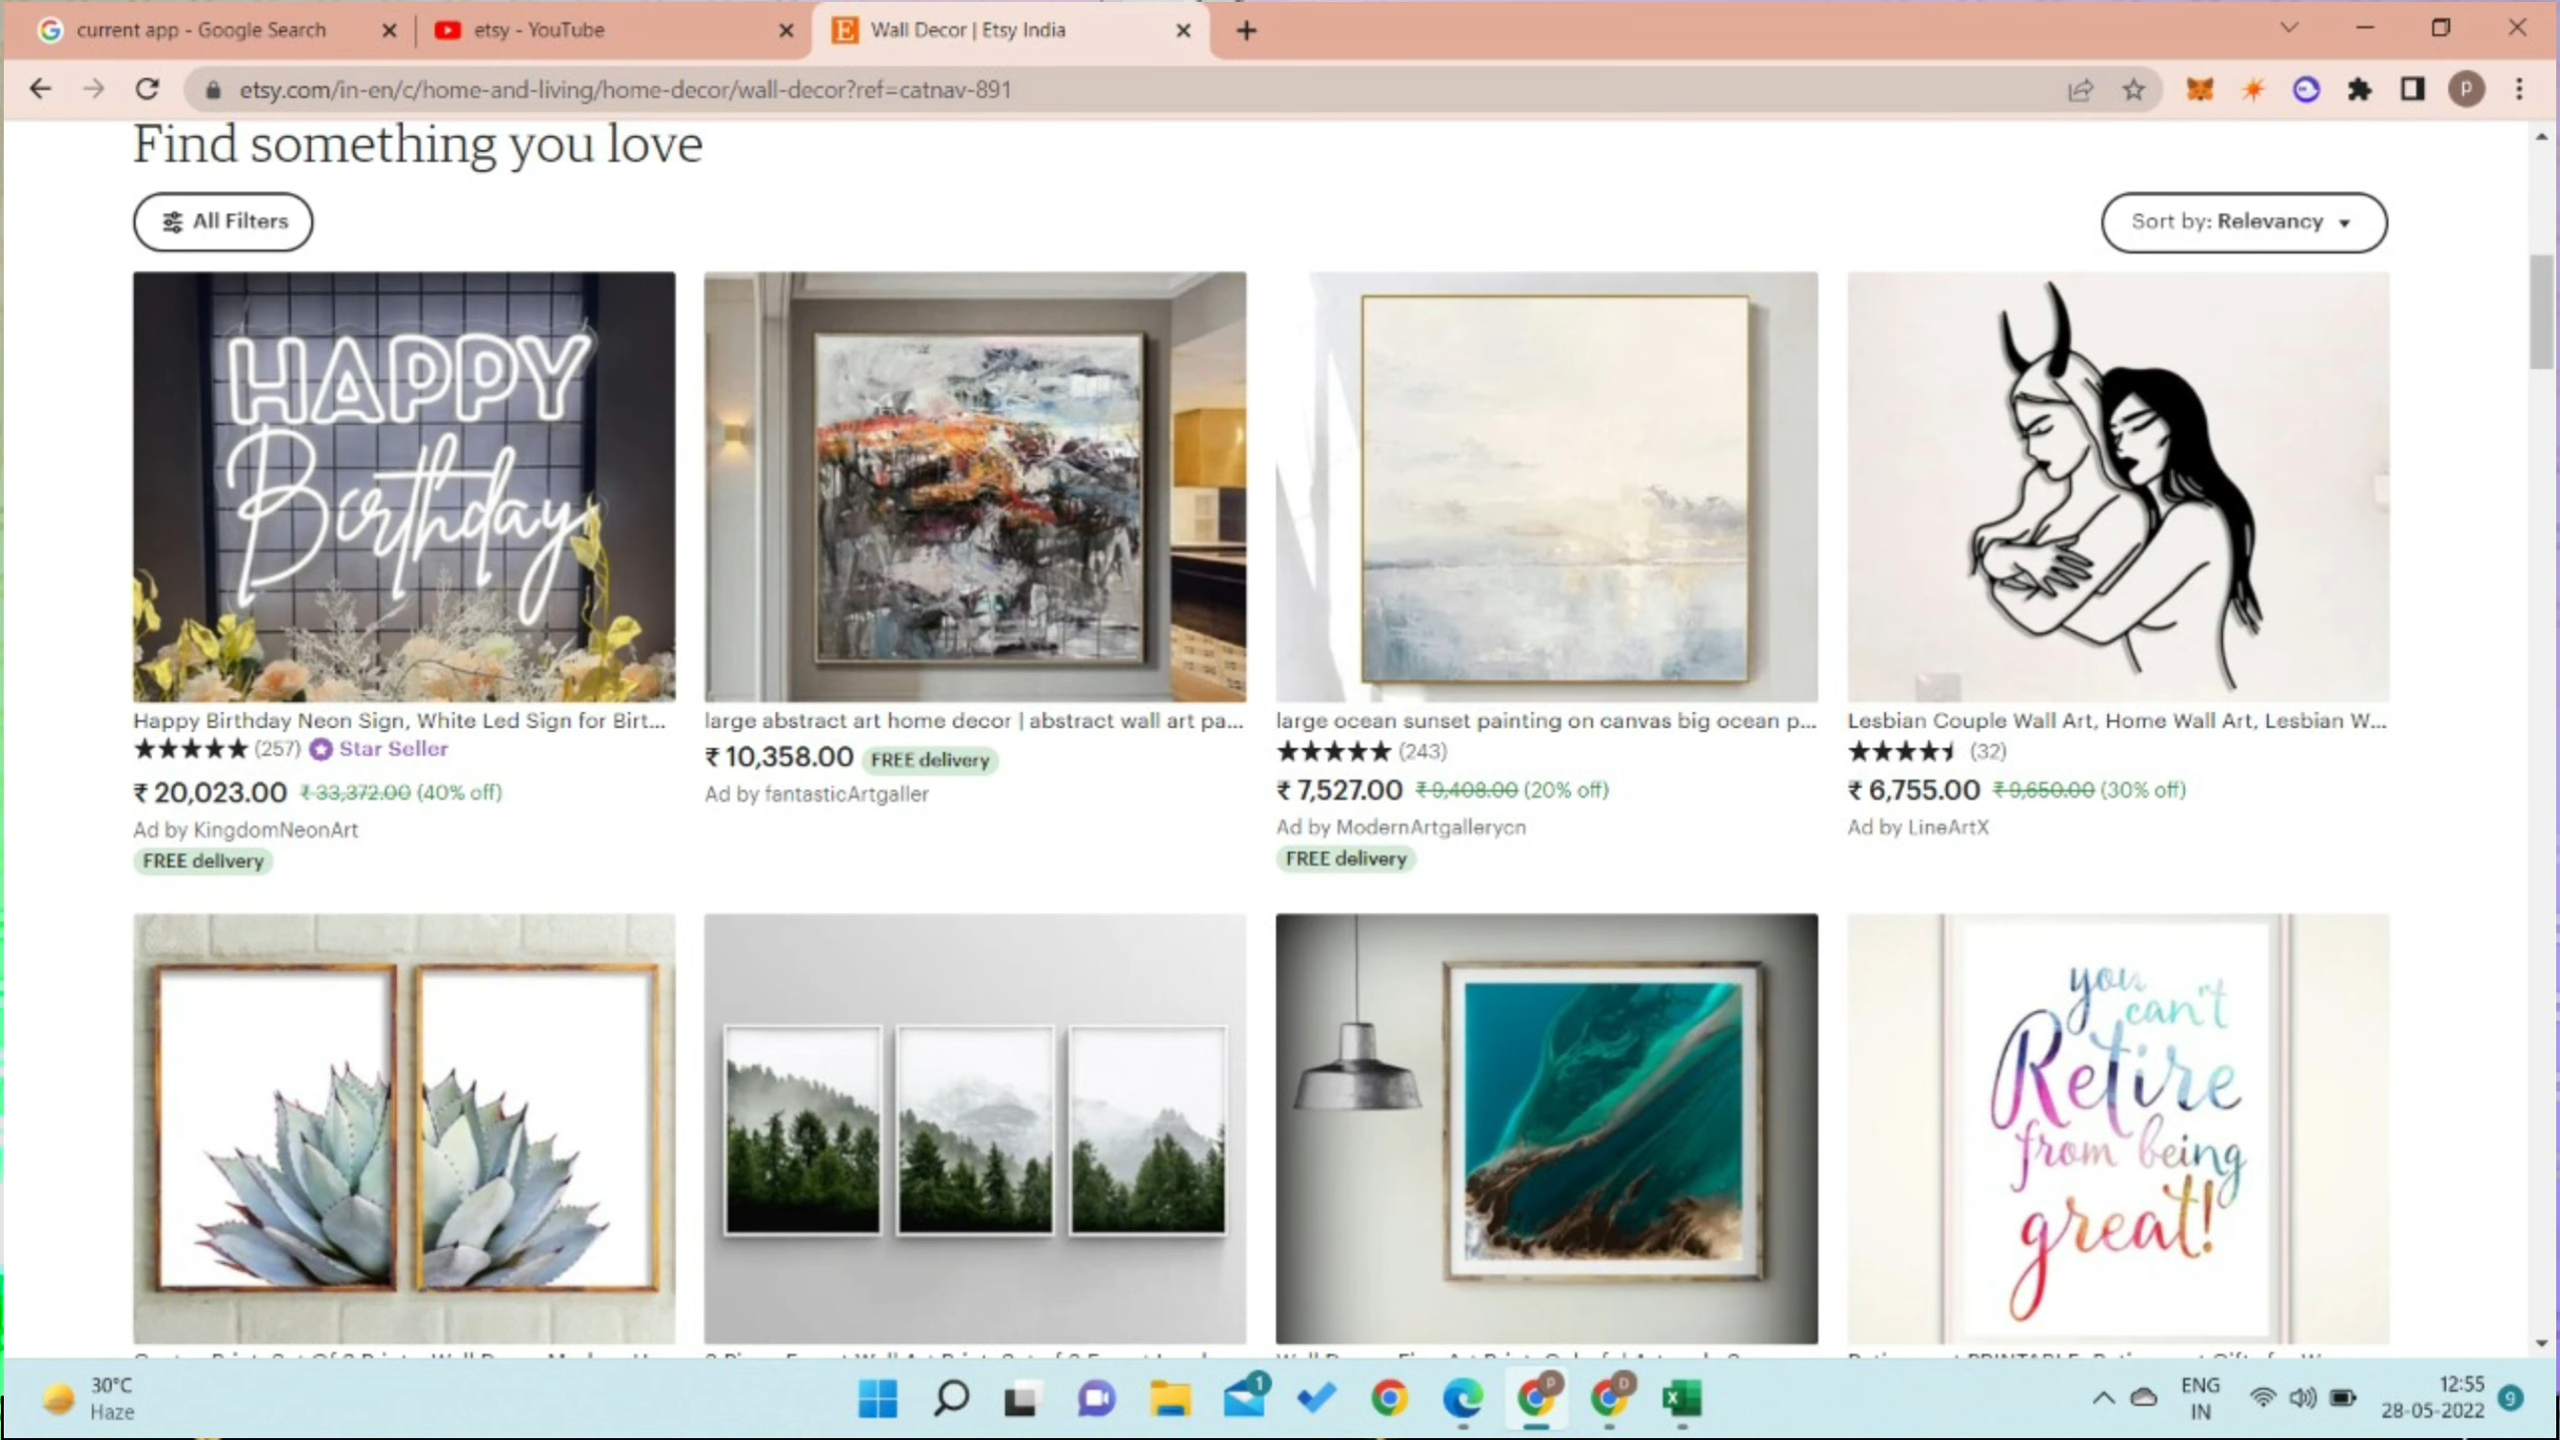 current app - Google Search
etsy - YouTube
Wall Decor | Etsy India
etsy.com/in-en/c/home-and-living/home-decor/wall-decor?ref=catnav-891
P
Find something you love
All Filters
Sort by: Relevancy
HAPPY
Birthday
Happy Birthday Neon Sign, White Led Sign for Birt...
(257) Star Seller
₹ 20,023.00 ₹ 33,372.00 (40% off)
Ad by KingdomNeonArt
FREE delivery
large abstract art home decor | abstract wall art pa...
₹ 10,358.00 FREE delivery
Ad by fantasticArtgaller
large ocean sunset painting on canvas big ocean p...
(243)
₹ 7,527.00 ₹ 9,408.00 (20% off)
Ad by ModernArtgallerycn
FREE delivery
Lesbian Couple Wall Art, Home Wall Art, Lesbian W...
(32)
₹ 6,755.00 ₹ 9,650.00 (30% off)
Ad by LineArtX
you
can't
Retire
from being
great!
30°C
Haze
1
P
D
ENG
IN
12:55
28-05-2022
9